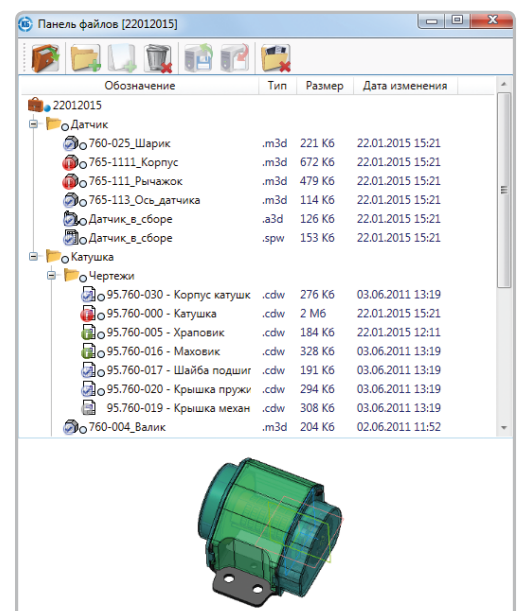 Панель файлов [22012015]
Обозначение Тип Размер Дата изменения
22012015
Датчик
760-025_Шарик .m3d 221 Кб 22.01.2015 15:21
765-1111_Корпус .m3d 672 Кб 22.01.2015 15:21
765-111_Рычажок .m3d 479 Кб 22.01.2015 15:21
765-113_Ось_датчика .m3d 114 Кб 22.01.2015 15:21
Датчик_в_сборе .a3d 126 Кб 22.01.2015 15:21
Датчик_в_сборе .spw 153 Кб 22.01.2015 15:21
Катушка
Чертежи
95.760-030 - Корпус катушк .cdw 276 Кб 03.06.2011 13:19
95.760-000 - Катушка .cdw 2 Мб 22.01.2015 15:21
95.760-005 - Храповик .cdw 184 Кб 22.01.2015 12:11
95.760-016 - Маховик .cdw 328 Кб 03.06.2011 13:19
95.760-017 - Шайба подшип .cdw 191 Кб 03.06.2011 13:19
95.760-020 - Крышка пружи .cdw 294 Кб 03.06.2011 13:19
95.760-019 - Крышка механ .cdw 308 Кб 03.06.2011 13:19
760-004_Валик .m3d 204 Кб 02.06.2011 11:52